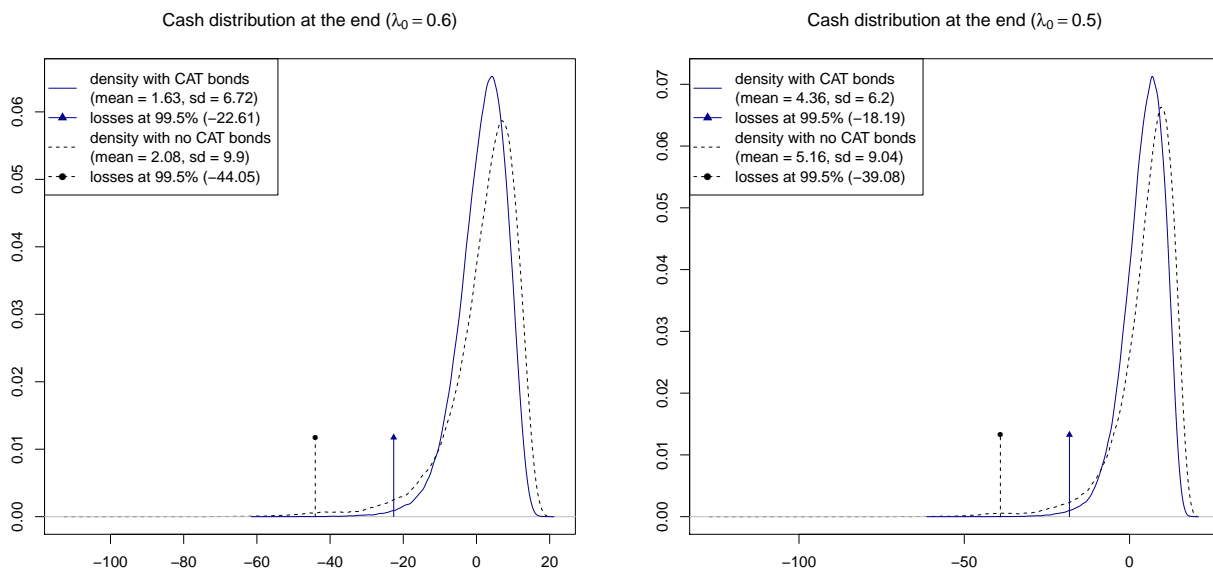 Cash distribution at the end (λ0 = 0.6)
density with CAT bonds
(mean = 1.63, sd = 6.72)
losses at 99.5% (−22.61)
density with no CAT bonds
(mean = 2.08, sd = 9.9)
losses at 99.5% (−44.05)
0.06
0.05
0.04
0.03
0.02
0.01
0.00
−100 −80 −60 −40 −20 0 20
Cash distribution at the end (λ0 = 0.5)
density with CAT bonds
(mean = 4.36, sd = 6.2)
losses at 99.5% (−18.19)
density with no CAT bonds
(mean = 5.16, sd = 9.04)
losses at 99.5% (−39.08)
0.07
0.06
0.05
0.04
0.03
0.02
0.01
0.00
−100 −50 0